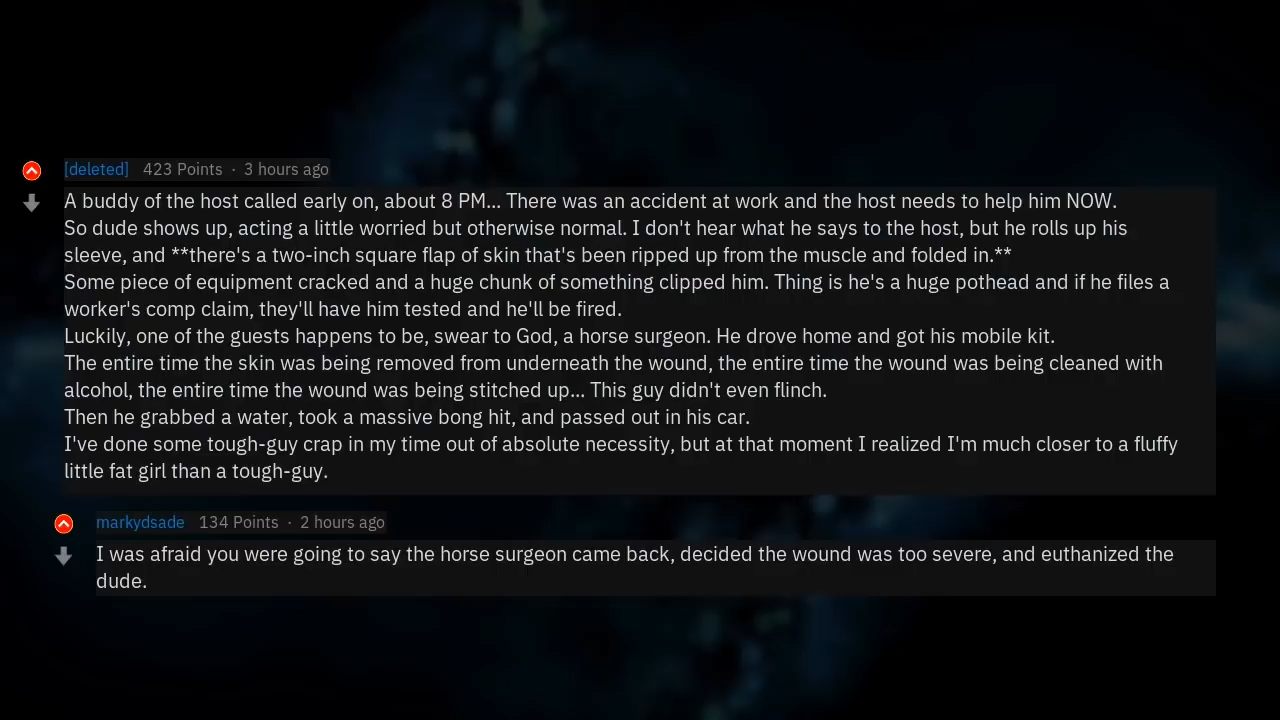 [deleted] 423 Points · 3 hours ago
A buddy of the host called early on, about 8 PM... There was an accident at work and the host needs to help him NOW.
So dude shows up, acting a little worried but otherwise normal. I don't hear what he says to the host, but he rolls up his
sleeve, and **there's a two-inch square flap of skin that's been ripped up from the muscle and folded in.**
Some piece of equipment cracked and a huge chunk of something clipped him. Thing is he's a huge pothead and if he files a
worker's comp claim, they'll have him tested and he'll be fired.
Luckily, one of the guests happens to be, swear to God, a horse surgeon. He drove home and got his mobile kit.
The entire time the skin was being removed from underneath the wound, the entire time the wound was being cleaned with
alcohol, the entire time the wound was being stitched up... This guy didn't even flinch.
Then he grabbed a water, took a massive bong hit, and passed out in his car.
I've done some tough-guy crap in my time out of absolute necessity, but at that moment I realized I'm much closer to a fluffy
little fat girl than a tough-guy.
markydsade 134 Points · 2 hours ago
I was afraid you were going to say the horse surgeon came back, decided the wound was too severe, and euthanized the
dude.